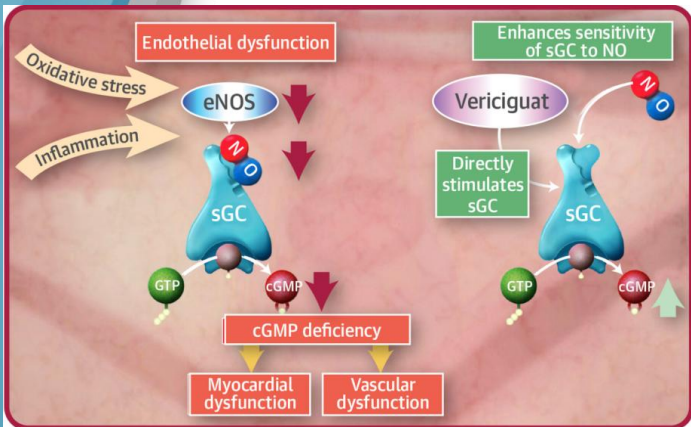 Endothelial dysfunction
Oxidative stress
eNOS
Inflammation
N
O
sGC
GTP
cGMP
cGMP deficiency
Myocardial
dysfunction
Vascular
dysfunction
Enhances sensitivity
of sGC to NO
N
O
Vericiguat
Directly
stimulates
sGC
sGC
GTP
cGMP